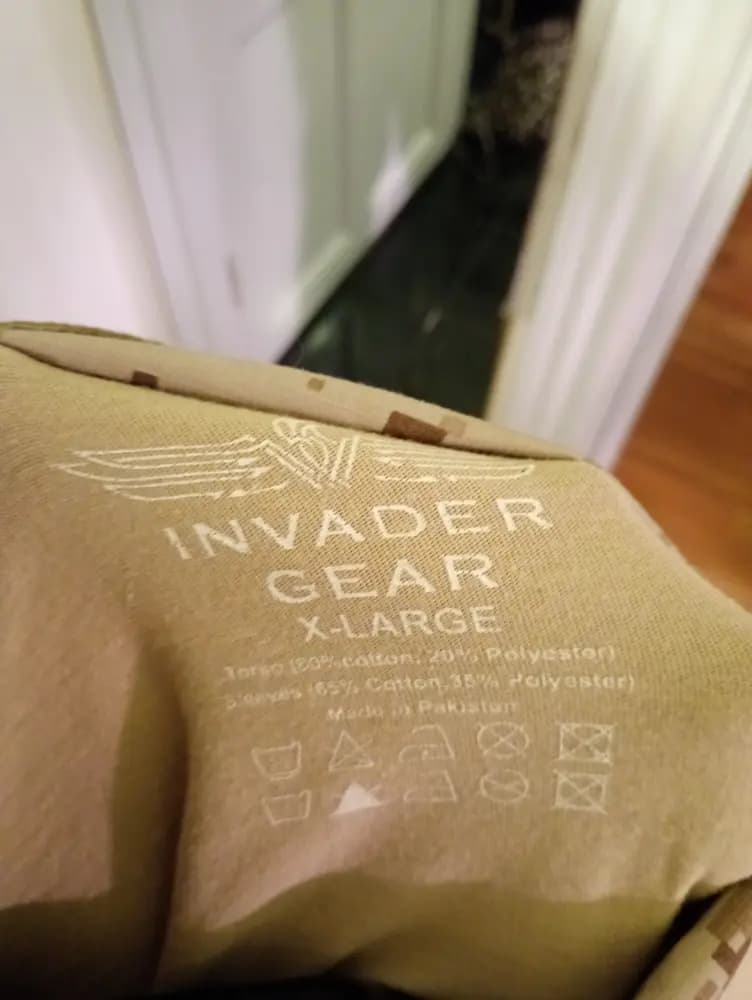 INVADER
GEAR
X-LARGE
Torso (80% cotton, 20% Polyester)
Sleeves (65% Cotton, 35% Polyester)
Made in Pakistan